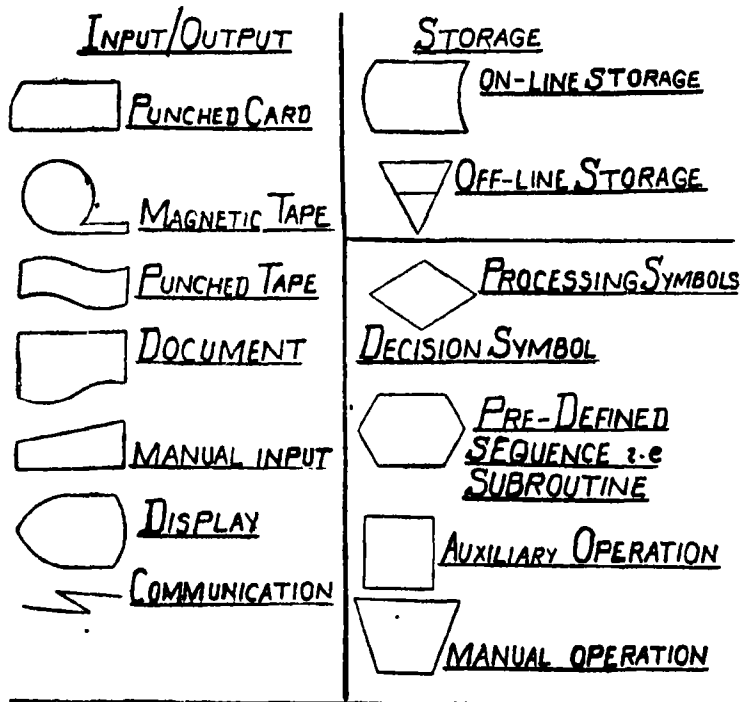 INPUT/OUTPUT
PUNCHED CARD
MAGNETIC TAPE
PUNCHED TAPE
DOCUMENT
MANUAL INPUT
DISPLAY
COMMUNICATION
STORAGE
ON-LINE STORAGE
OFF-LINE STORAGE
PROCESSING SYMBOLS
DECISION SYMBOL
PRE-DEFINED
SEQUENCE i.e
SUBROUTINE
AUXILIARY OPERATION
MANUAL OPERATION